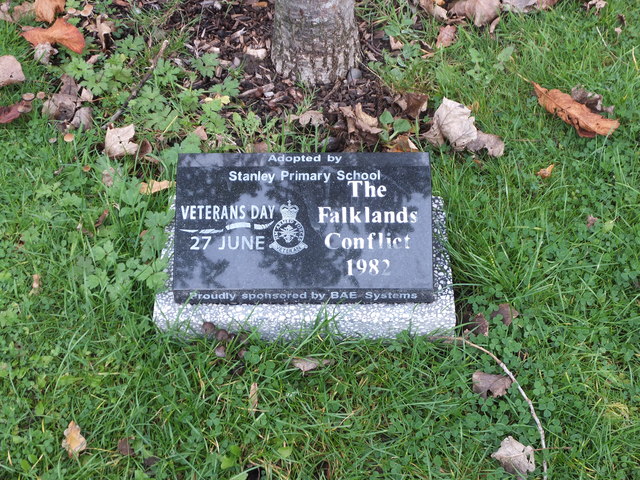 Adopted by
Stanley Primary School
VETERANS DAY
27 JUNE
The
Falklands
Conflict
1982
Proudly sponsored by BAE Systems